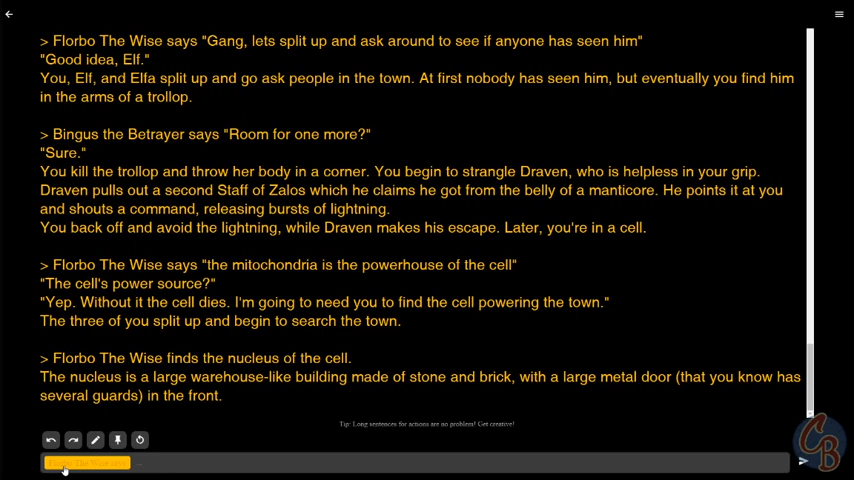 > Florbo The Wise says "Gang, lets split up and ask around to see if anyone has seen him"
"Good idea, Elf."
You, Elf, and Elfa split up and go ask people in the town. At first nobody has seen him, but eventually you find him
in the arms of a trollop.
> Bingus the Betrayer says "Room for one more?"
"Sure."
You kill the trollop and throw her body in a corner. You begin to strangle Draven, who is helpless in your grip.
Draven pulls out a second Staff of Zalos which he claims he got from the belly of a manticore. He points it at you
and shouts a command, releasing bursts of lightning.
You back off and avoid the lightning, while Draven makes his escape. Later, you're in a cell.
> Florbo The Wise says "the mitochondria is the powerhouse of the cell"
"The cell's power source?"
"Yep. Without it the cell dies. I'm going to need you to find the cell powering the town."
The three of you split up and begin to search the town.
> Florbo The Wise finds the nucleus of the cell.
The nucleus is a large warehouse-like building made of stone and brick, with a large metal door (that you know has
several guards) in the front.
Tip: Long sentences for actions are no problem! Get creative!
CB